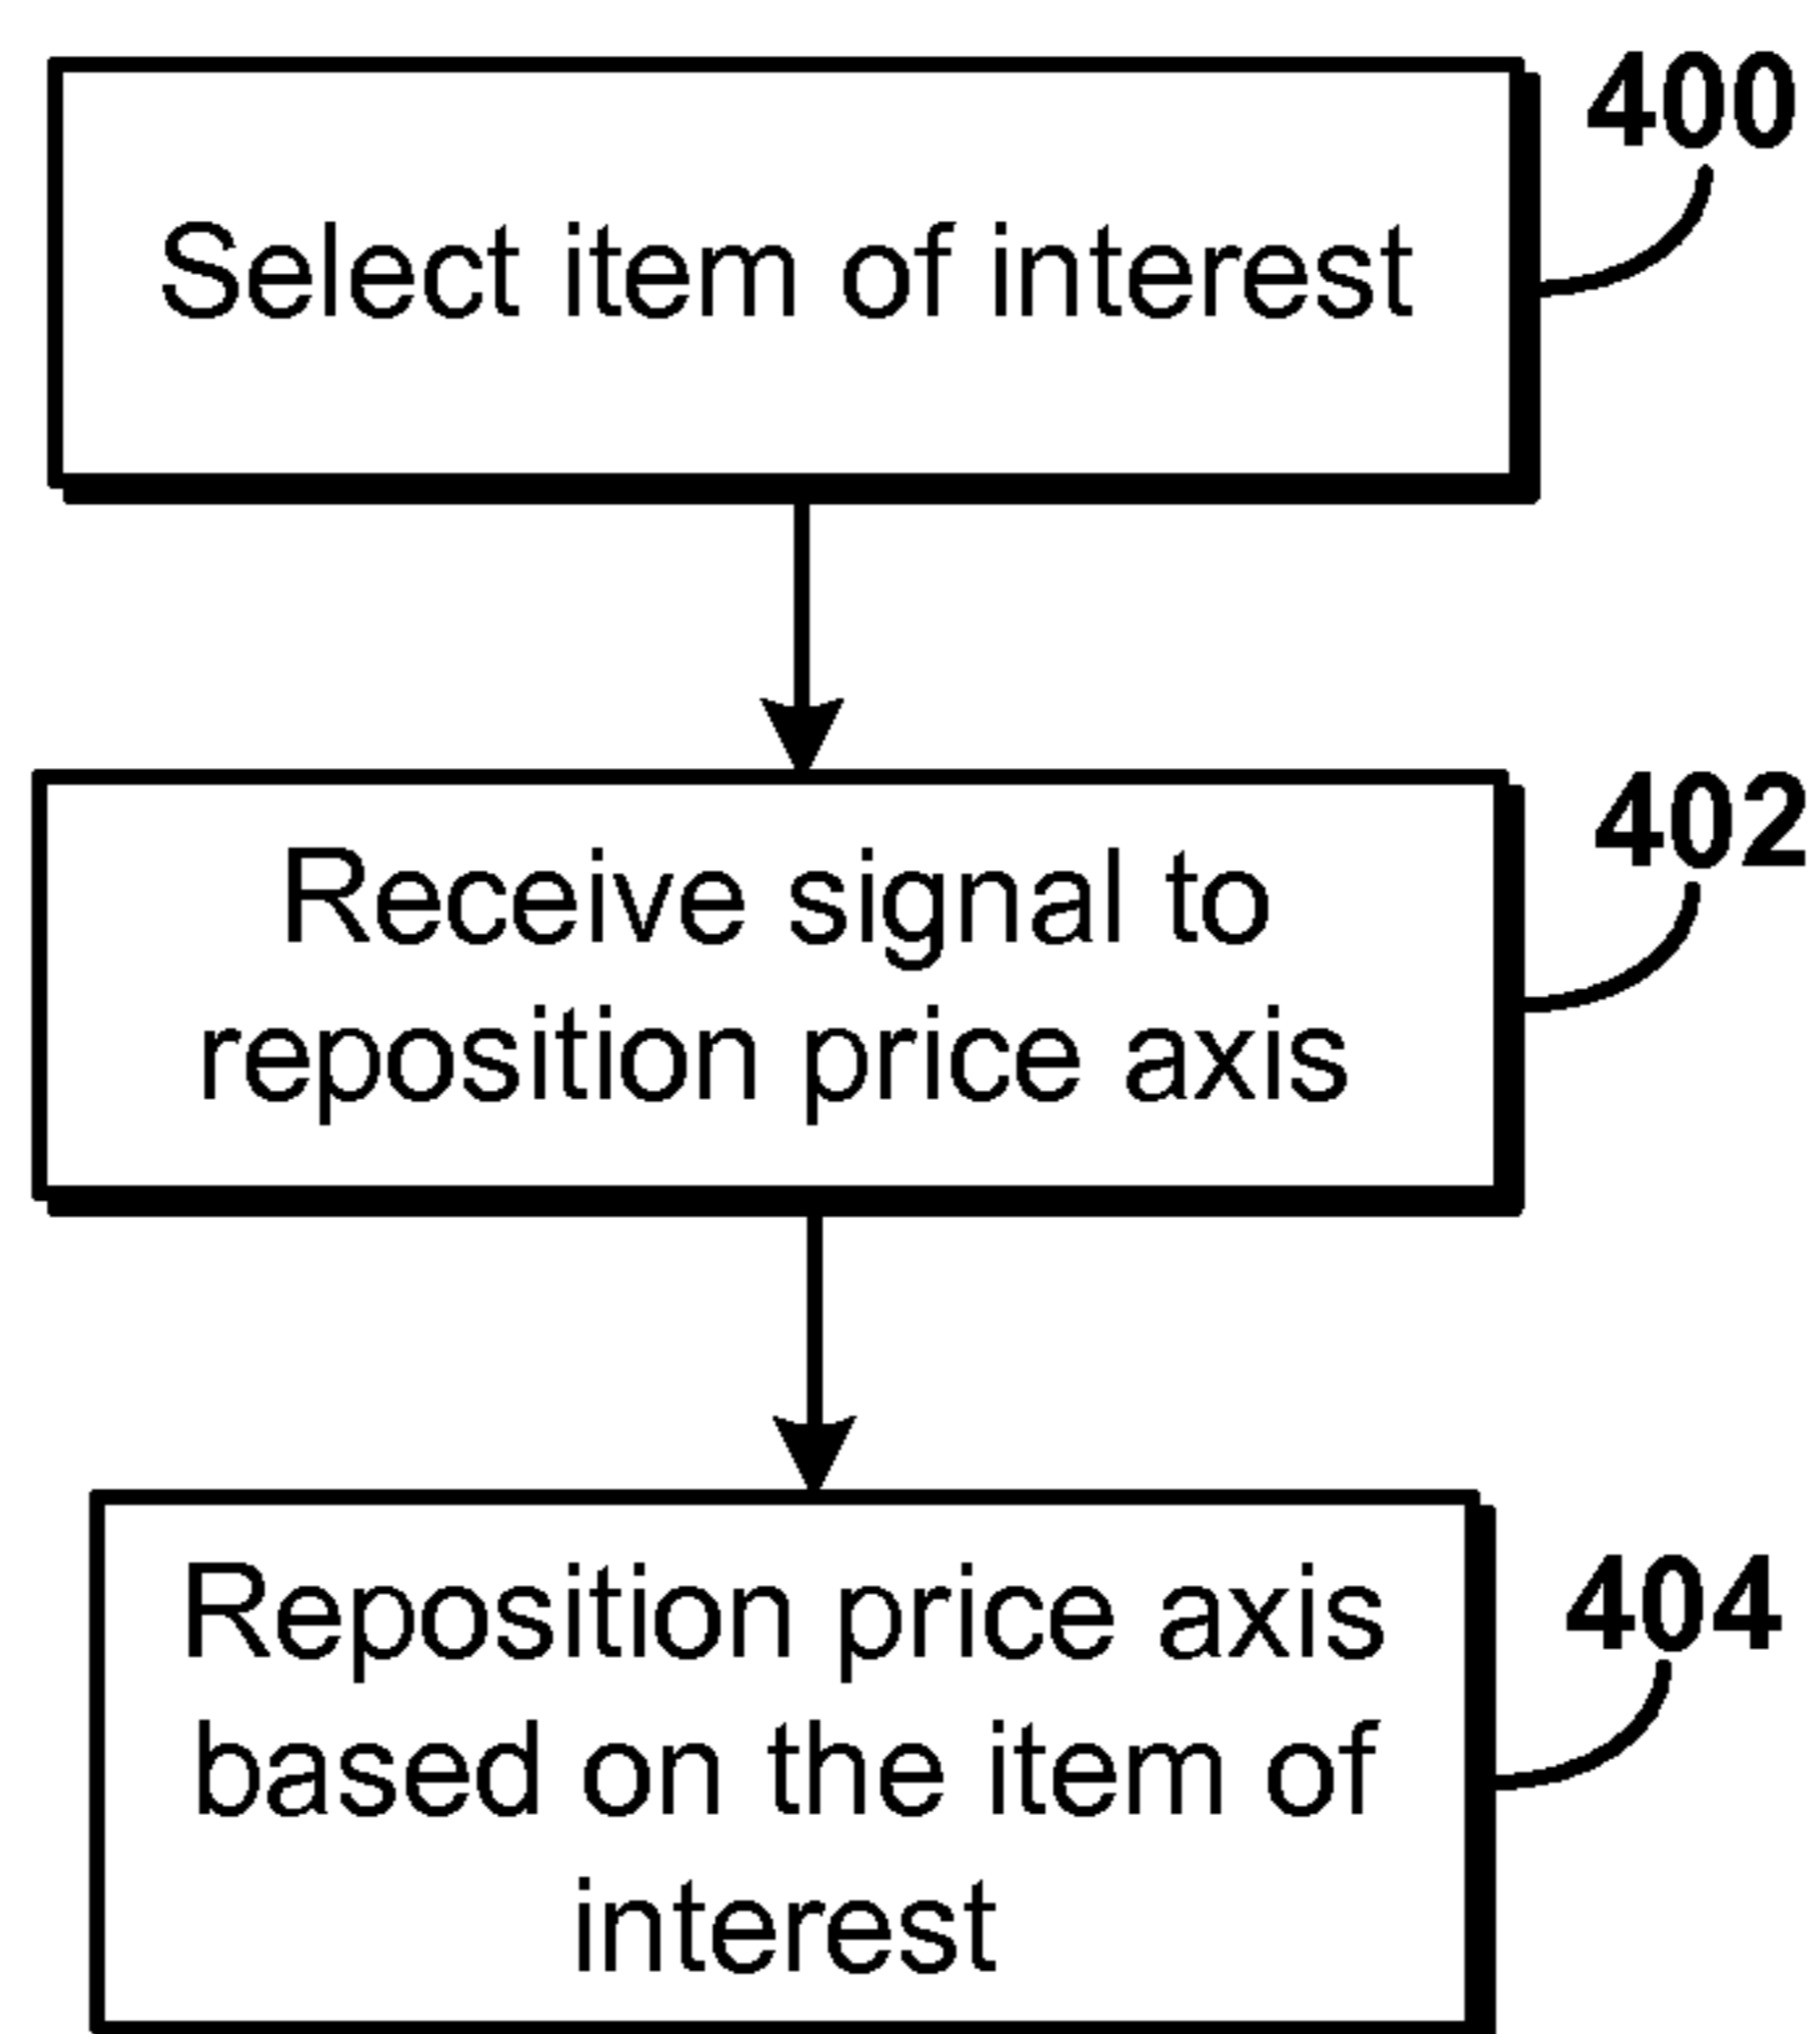 400
Select item of interest
402
Receive signal to
reposition price axis
404
Reposition price axis
based on the item of
interest